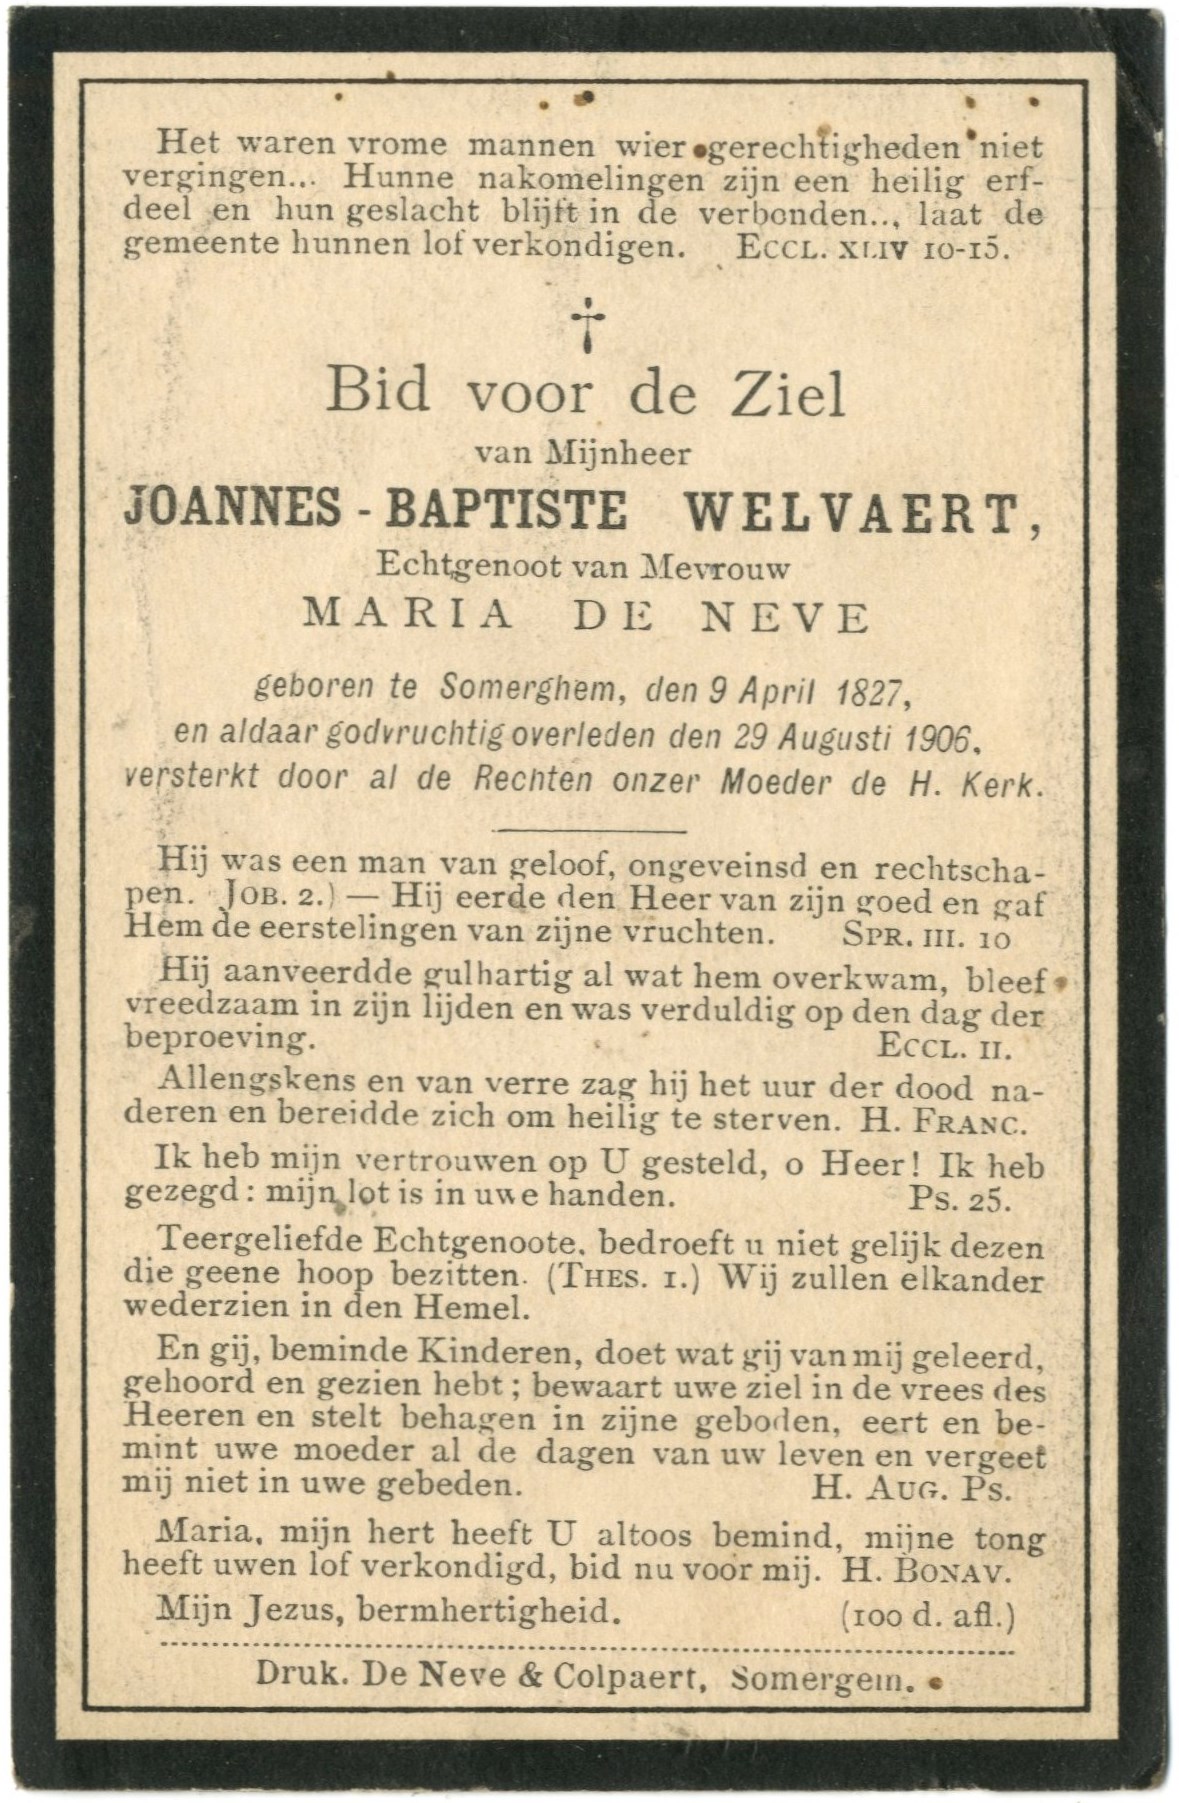 Het waren vrome mannen wier gerechtigheden niet
vergingen... Hunne nakomelingen zijn een heilig erf-
deel en hun geslacht blijft in de verbonden... laat de
gemeente hunnen lof verkondigen. ECCL. XLIV 10-15.
†
Bid voor de Ziel
van Mijnheer
JOANNES-BAPTISTE WELVAERT,
Echtgenoot van Mevrouw
MARIA DE NEVE
geboren te Somerghem, den 9 April 1827,
en aldaar godvruchtig overleden den 29 Augusti 1906,
versterkt door al de Rechten onzer Moeder de H. Kerk.
Hij was een man van geloof, ongeveinsd en rechtscha-
pen. JOB. 2.) — Hij eerde den Heer van zijn goed en gaf
Hem de eerstelingen van zijne vruchten. SPR. III. 10
Hij aanveerdde gulhartig al wat hem overkwam, bleef
vreedzaam in zijn lijden en was verduldig op den dag der
beproeving. ECCL. II.
Allengskens en van verre zag hij het uur der dood na-
deren en bereidde zich om heilig te sterven. H. FRANC.
Ik heb mijn vertrouwen op U gesteld, o Heer! Ik heb
gezegd: mijn lot is in uwe handen. PS. 25.
Teergeliefde Echtgenoote, bedroeft u niet gelijk dezen
die geene hoop bezitten. (THES. I.) Wij zullen elkander
wederzien in den Hemel.
En gij, beminde Kinderen, doet wat gij van mij geleerd,
gehoord en gezien hebt; bewaart uwe ziel in de vrees des
Heeren en stelt behagen in zijne geboden, eert en be-
mint uwe moeder al de dagen van uw leven en vergeet
mij niet in uwe gebeden. H. AUG. PS.
Maria, mijn hert heeft U altoos bemind, mijne tong
heeft uwen lof verkondigd, bid nu voor mij. H. BONAV.
Mijn Jezus, bermhertigheid. (100 d. afl.)
Druk. De Neve & Colpaert, Somergem.